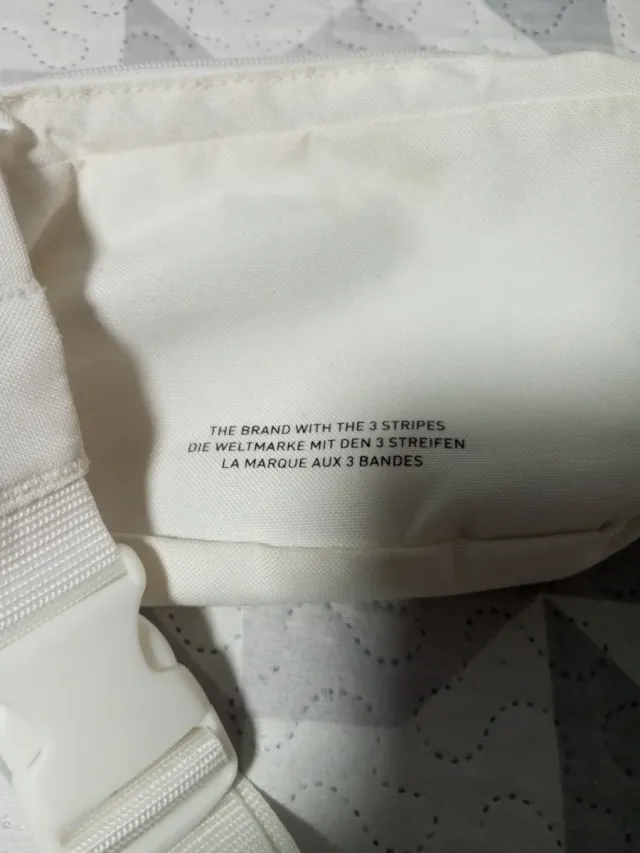 THE BRAND WITH THE 3 STRIPES
DIE WELTMARKE MIT DEN 3 STREIFEN
LA MARQUE AUX 3 BANDES